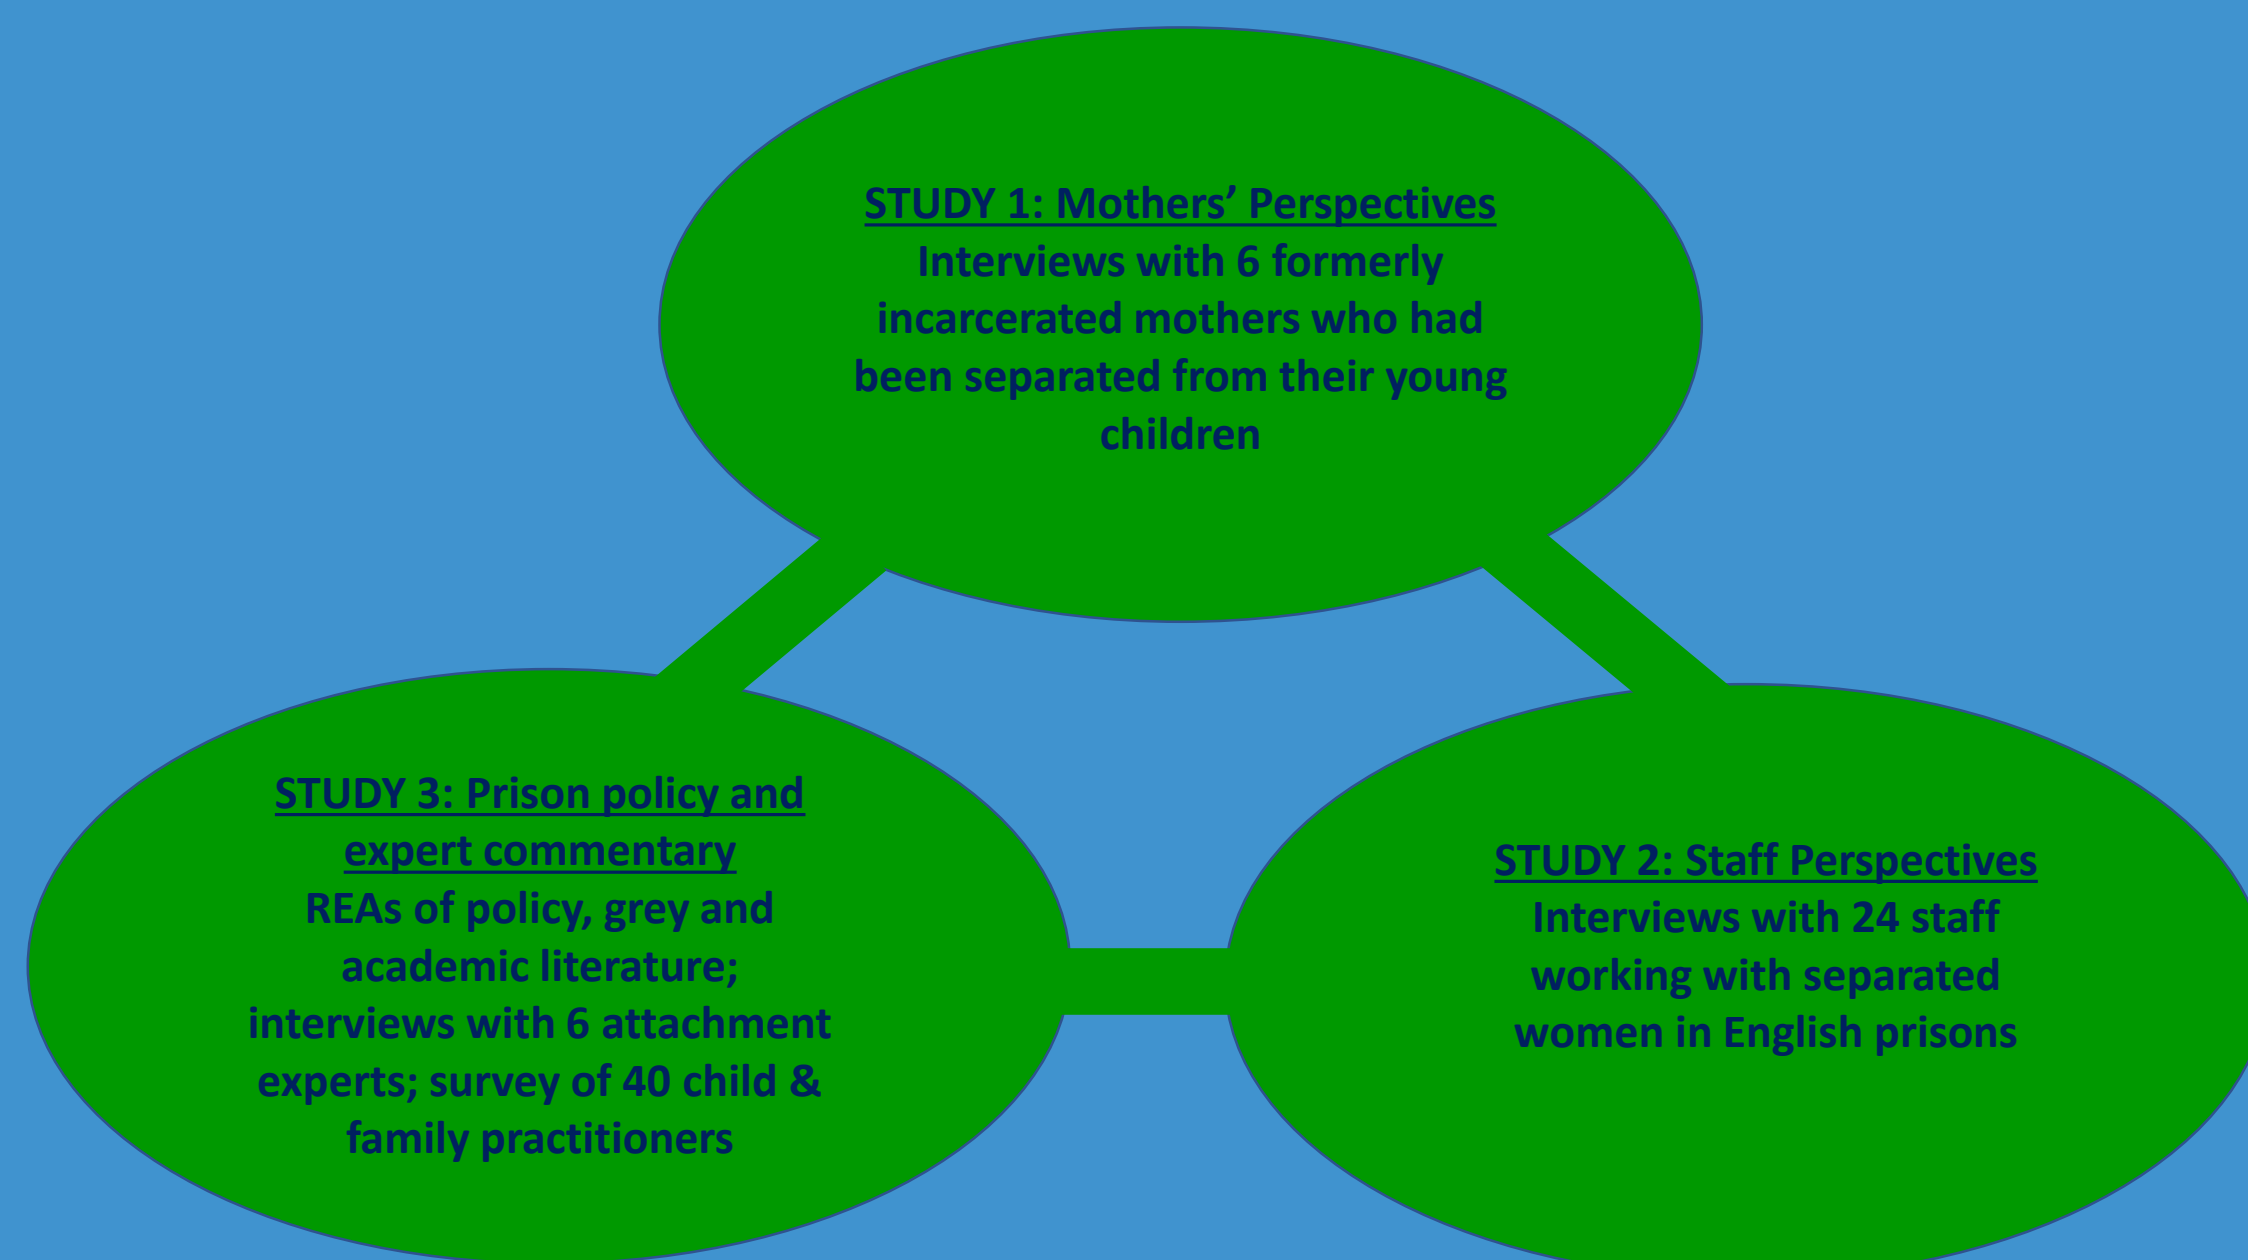 STUDY 1: Mothers’ Perspectives
Interviews with 6 formerly
incarcerated mothers who had
been separated from their young
children
STUDY 3: Prison policy and
expert commentary
REAs of policy, grey and
academic literature;
interviews with 6 attachment
experts; survey of 40 child &
family practitioners
STUDY 2: Staff Perspectives
Interviews with 24 staff
working with separated
women in English prisons